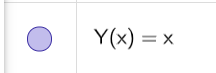 Y(x) = x